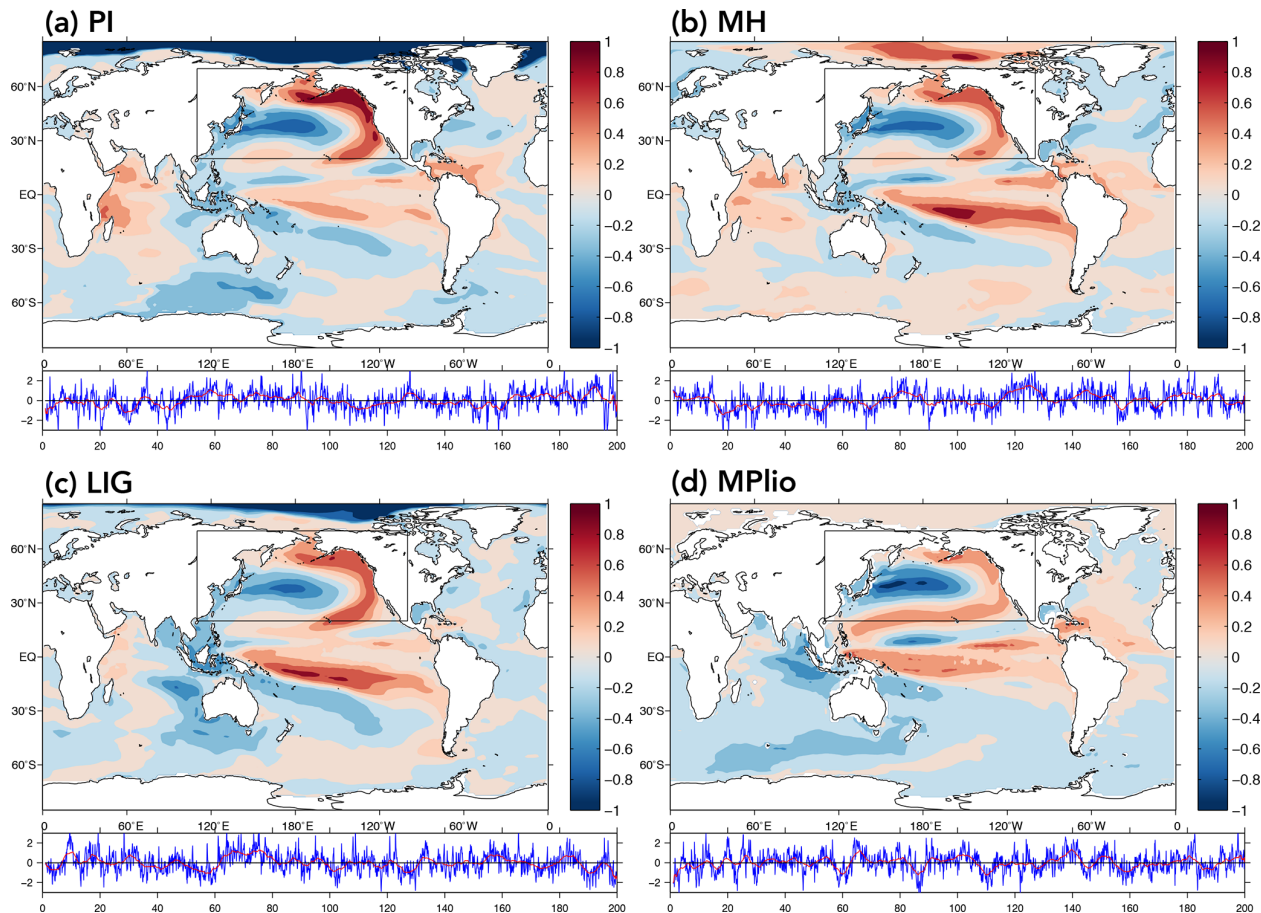 (a) PI
60°N
30°N
EQ
30°S
60°S
0
60°E
120°E
180°E
120°W
60°W
0
1
0.8
0.6
0.4
0.2
0
−0.2
−0.4
−0.6
−0.8
−1
2
0
−2
0
20
40
60
80
100
120
140
160
180
200
(b) MH
60°N
30°N
EQ
30°S
60°S
0
60°E
120°E
180°E
120°W
60°W
0
1
0.8
0.6
0.4
0.2
0
−0.2
−0.4
−0.6
−0.8
−1
2
0
−2
0
20
40
60
80
100
120
140
160
180
200
(c) LIG
60°N
30°N
EQ
30°S
60°S
0
60°E
120°E
180°E
120°W
60°W
0
1
0.8
0.6
0.4
0.2
0
−0.2
−0.4
−0.6
−0.8
−1
2
0
−2
0
20
40
60
80
100
120
140
160
180
200
(d) MPlio
60°N
30°N
EQ
30°S
60°S
0
60°E
120°E
180°E
120°W
60°W
0
1
0.8
0.6
0.4
0.2
0
−0.2
−0.4
−0.6
−0.8
−1
2
0
−2
0
20
40
60
80
100
120
140
160
180
200